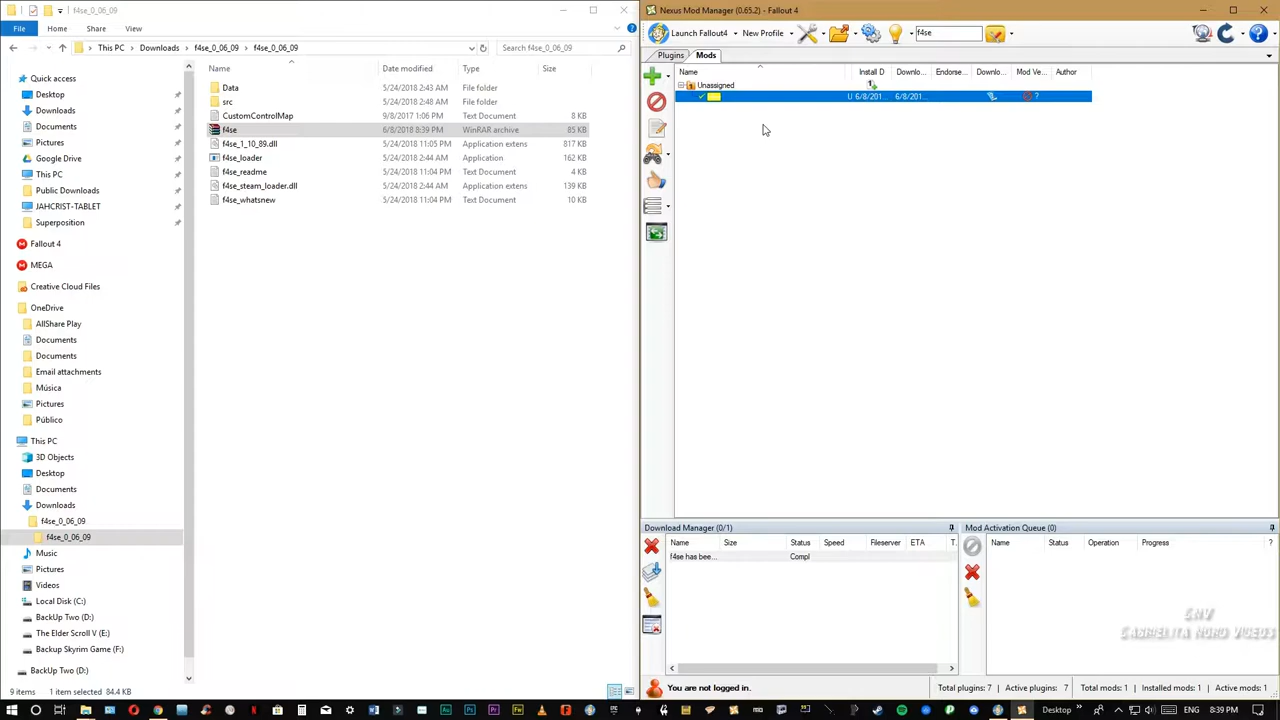 f4se_0_06_09
File
Home
Share
View
This PC
Downloads
f4se_0_06_09
f4se_0_06_09
Search f4se_0_06_09
Name
Date modified
Type
Size
Quick access
Desktop
Downloads
Documents
Pictures
Google Drive
This PC
Public Downloads
JAHCRIST-TABLET
Superposition
Fallout 4
MEGA
Creative Cloud Files
OneDrive
AllShare Play
Documents
Documents
Email attachments
Música
Pictures
Público
This PC
3D Objects
Desktop
Documents
Downloads
f4se_0_06_09
f4se_0_06_09
Music
Pictures
Videos
Local Disk (C:)
BackUp Two (D:)
The Elder Scroll V (E:)
Backup Skyrim Game (F:)
BackUp Two (D:)
Data 5/24/2018 2:43 AM File folder
src 5/24/2018 2:48 AM File folder
CustomControlMap 9/8/2017 1:06 PM Text Document 8 KB
f4se 6/8/2018 8:39 PM WinRAR archive 85 KB
f4se_1_10_89.dll 5/24/2018 11:05 PM Application extens 817 KB
f4se_loader 5/24/2018 2:44 AM Application 162 KB
f4se_readme 5/24/2018 11:04 PM Text Document 4 KB
f4se_steam_loader.dll 5/24/2018 2:44 AM Application extens 139 KB
f4se_whatsnew 5/24/2018 11:04 PM Text Document 10 KB
9 items 1 item selected 84.4 KB
Nexus Mod Manager (0.65.2) - Fallout 4
Launch Fallout4
New Profile
f4se
Plugins
Mods
Name Install D Downlo... Endorse... Downlo... Mod Ve... Author
Unassigned
U 6/8/201... 6/8/201... ?
Download Manager (0/1)
Name Size Status Speed Fileserver ETA T.
f4se has bee... Compl
Mod Activation Queue (0)
Name Status Operation Progress ?
CNV
CARMELITA NORD VIDEOS
You are not logged in.
Total plugins: 7 Active plugins: 7 Total mods: 1 Installed mods: 1 Active mods: 1
Desktop
ENG 8:39 PM